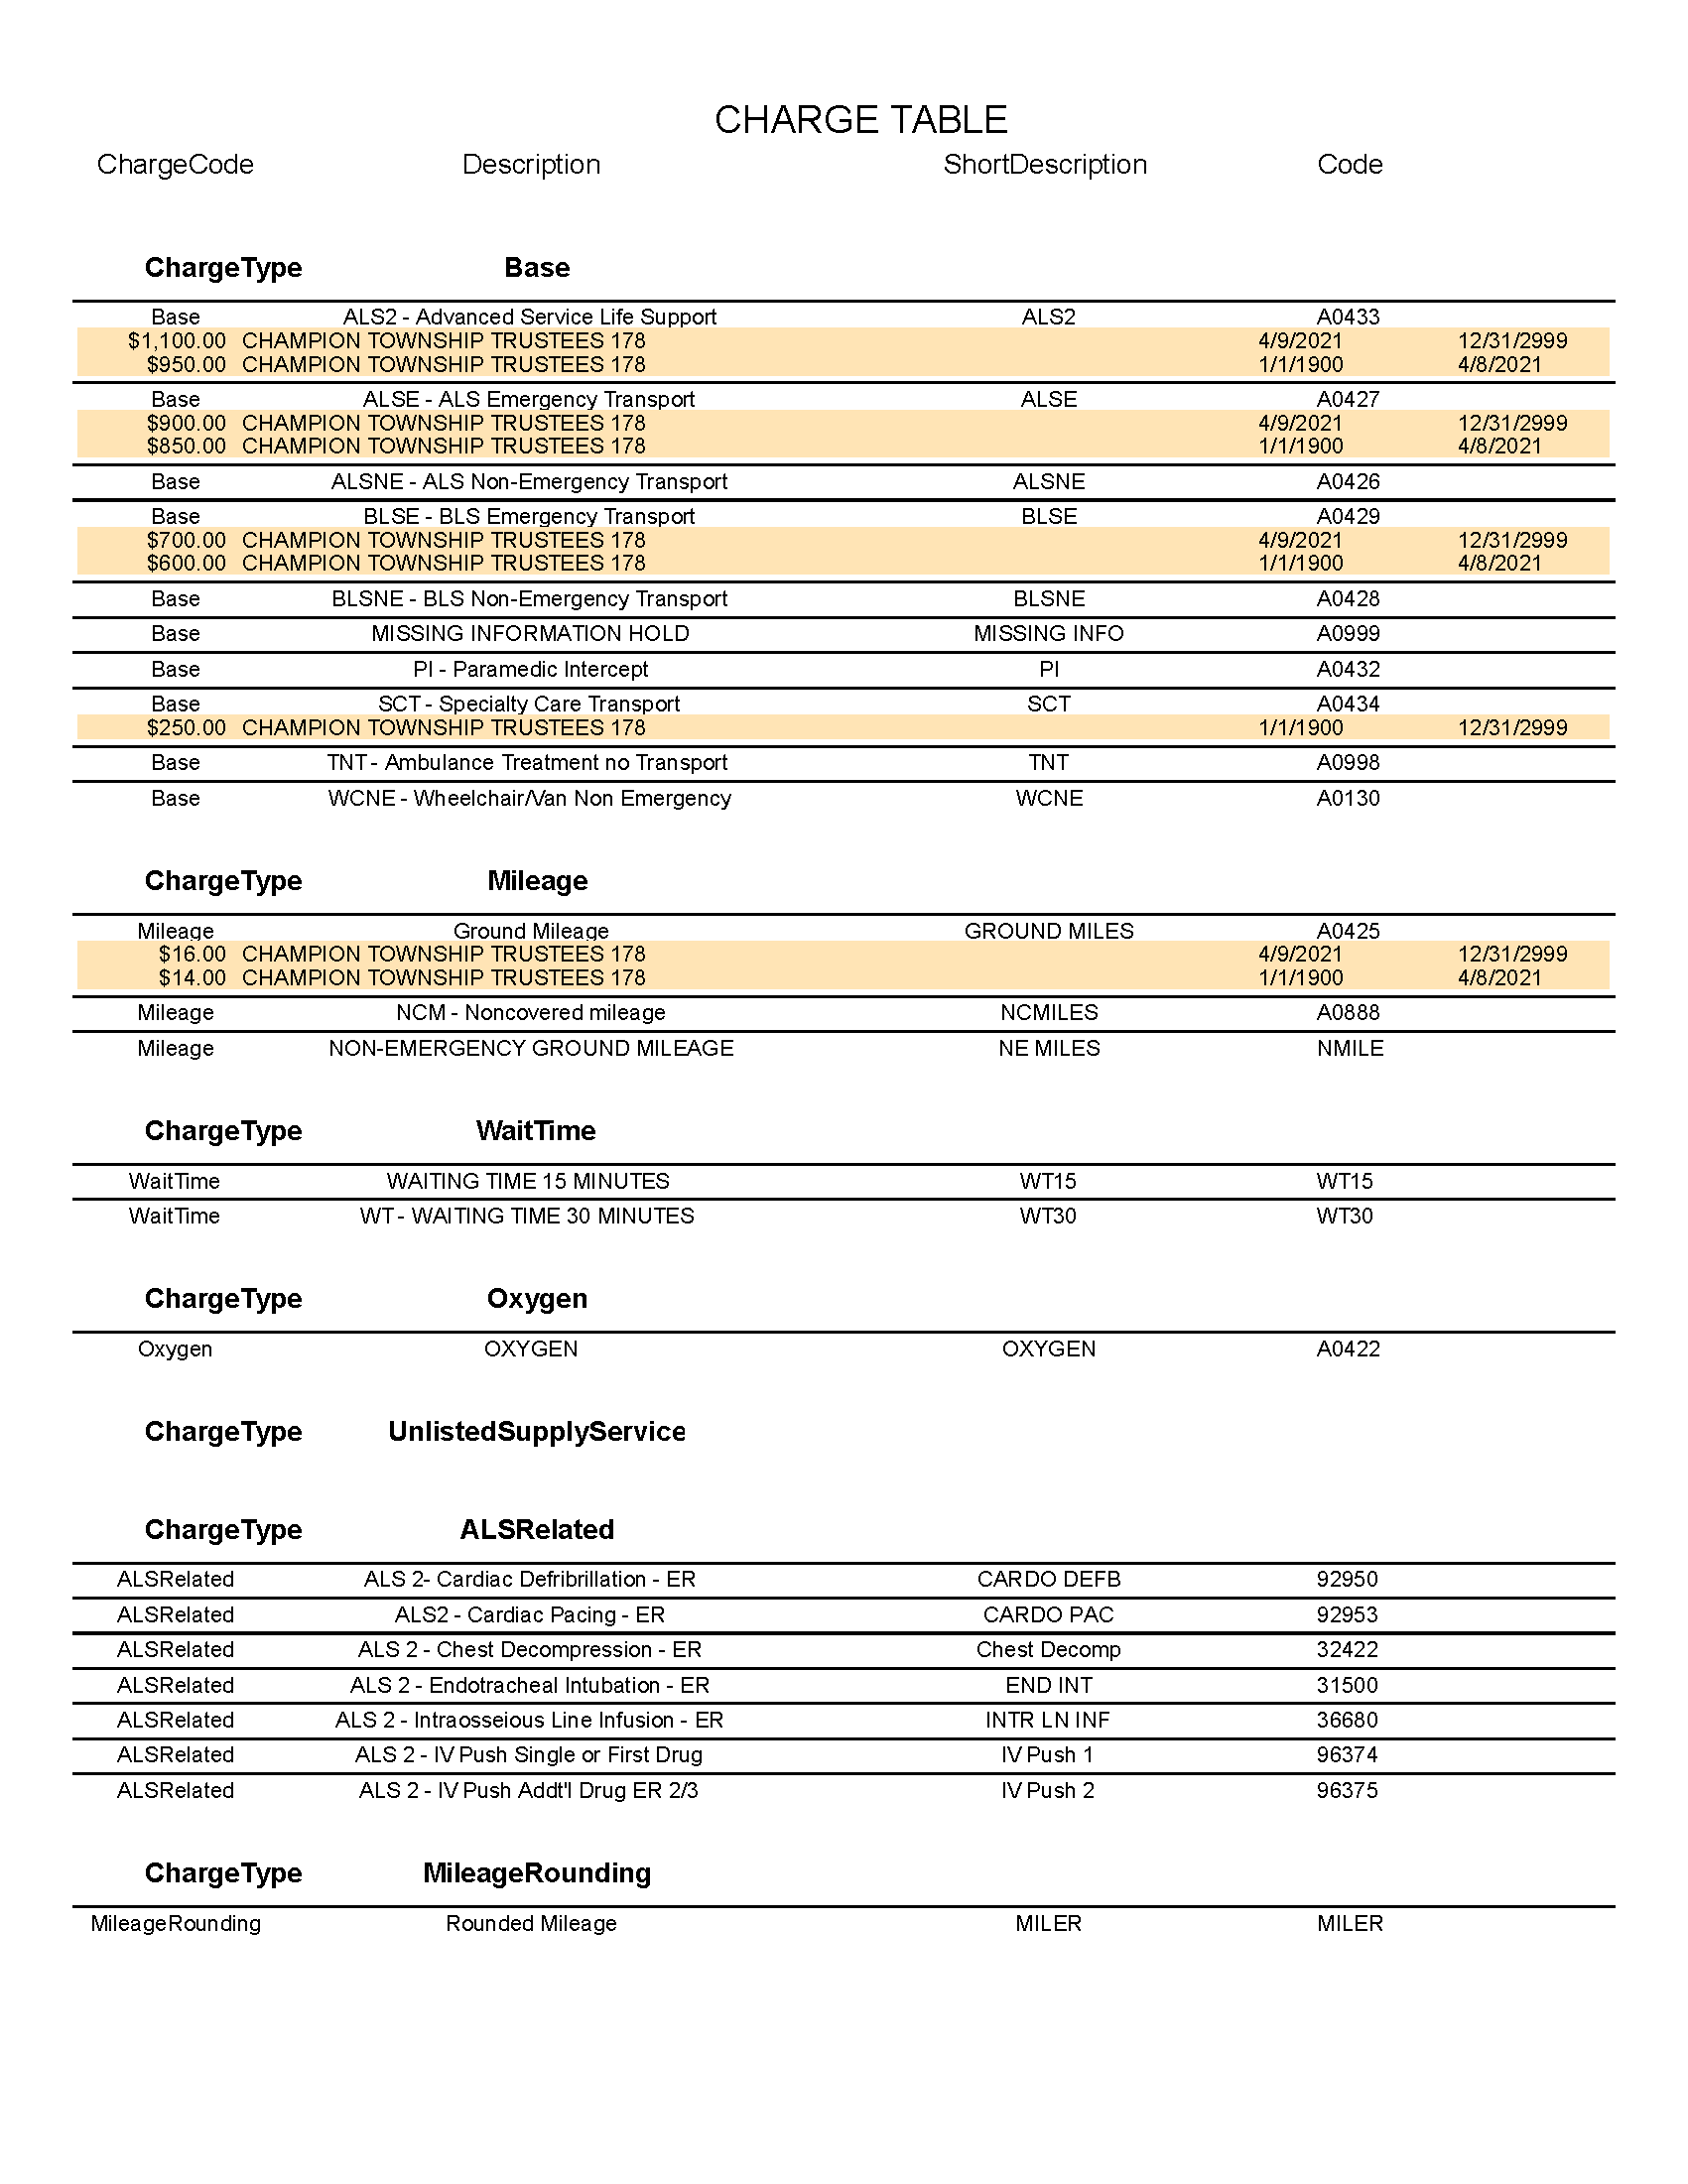 CHARGE TABLE
ChargeCode Description ShortDescription Code
ChargeType Base
Base ALS2 - Advanced Service Life Support ALS2 A0433
$1,100.00 CHAMPION TOWNSHIP TRUSTEES 178 4/9/2021 12/31/2999
$950.00 CHAMPION TOWNSHIP TRUSTEES 178 1/1/1900 4/8/2021
Base ALSE - ALS Emergency Transport ALSE A0427
$900.00 CHAMPION TOWNSHIP TRUSTEES 178 4/9/2021 12/31/2999
$850.00 CHAMPION TOWNSHIP TRUSTEES 178 1/1/1900 4/8/2021
Base ALSNE - ALS Non-Emergency Transport ALSNE A0426
Base BLSE - BLS Emergency Transport BLSE A0429
$700.00 CHAMPION TOWNSHIP TRUSTEES 178 4/9/2021 12/31/2999
$600.00 CHAMPION TOWNSHIP TRUSTEES 178 1/1/1900 4/8/2021
Base BLSNE - BLS Non-Emergency Transport BLSNE A0428
Base MISSING INFORMATION HOLD MISSING INFO A0999
Base PI - Paramedic Intercept PI A0432
Base SCT - Specialty Care Transport SCT A0434
$250.00 CHAMPION TOWNSHIP TRUSTEES 178 1/1/1900 12/31/2999
Base TNT - Ambulance Treatment no Transport TNT A0998
Base WCNE - Wheelchair/Van Non Emergency WCNE A0130
ChargeType Mileage
Mileage Ground Mileage GROUND MILES A0425
$16.00 CHAMPION TOWNSHIP TRUSTEES 178 4/9/2021 12/31/2999
$14.00 CHAMPION TOWNSHIP TRUSTEES 178 1/1/1900 4/8/2021
Mileage NCM - Noncovered mileage NCMILES A0888
Mileage NON-EMERGENCY GROUND MILEAGE NE MILES NMILE
ChargeType WaitTime
WaitTime WAITING TIME 15 MINUTES WT15 WT15
WaitTime WT - WAITING TIME 30 MINUTES WT30 WT30
ChargeType Oxygen
Oxygen OXYGEN OXYGEN A0422
ChargeType UnlistedSupplyService
ChargeType ALSRelated
ALSRelated ALS 2- Cardiac Defribrillation - ER CARDO DEFB 92950
ALSRelated ALS2 - Cardiac Pacing - ER CARDO PAC 92953
ALSRelated ALS 2 - Chest Decompression - ER Chest Decomp 32422
ALSRelated ALS 2 - Endotracheal Intubation - ER END INT 31500
ALSRelated ALS 2 - Intraosseious Line Infusion - ER INTR LN INF 36680
ALSRelated ALS 2 - IV Push Single or First Drug IV Push 1 96374
ALSRelated ALS 2 - IV Push Addt'l Drug ER 2/3 IV Push 2 96375
ChargeType MileageRounding
MileageRounding Rounded Mileage MILER MILER